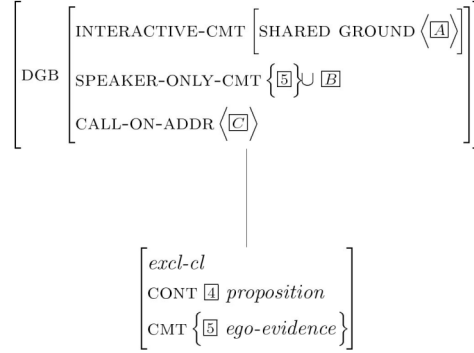 INTERACTIVE-CMT [SHARED GROUND ⟨[A]⟩]
DGB SPEAKER-ONLY-CMT {[5]} ∪ [B]
CALL-ON-ADDR ⟨[C]⟩
excl-cl
CONT [4] proposition
CMT {[5] ego-evidence}